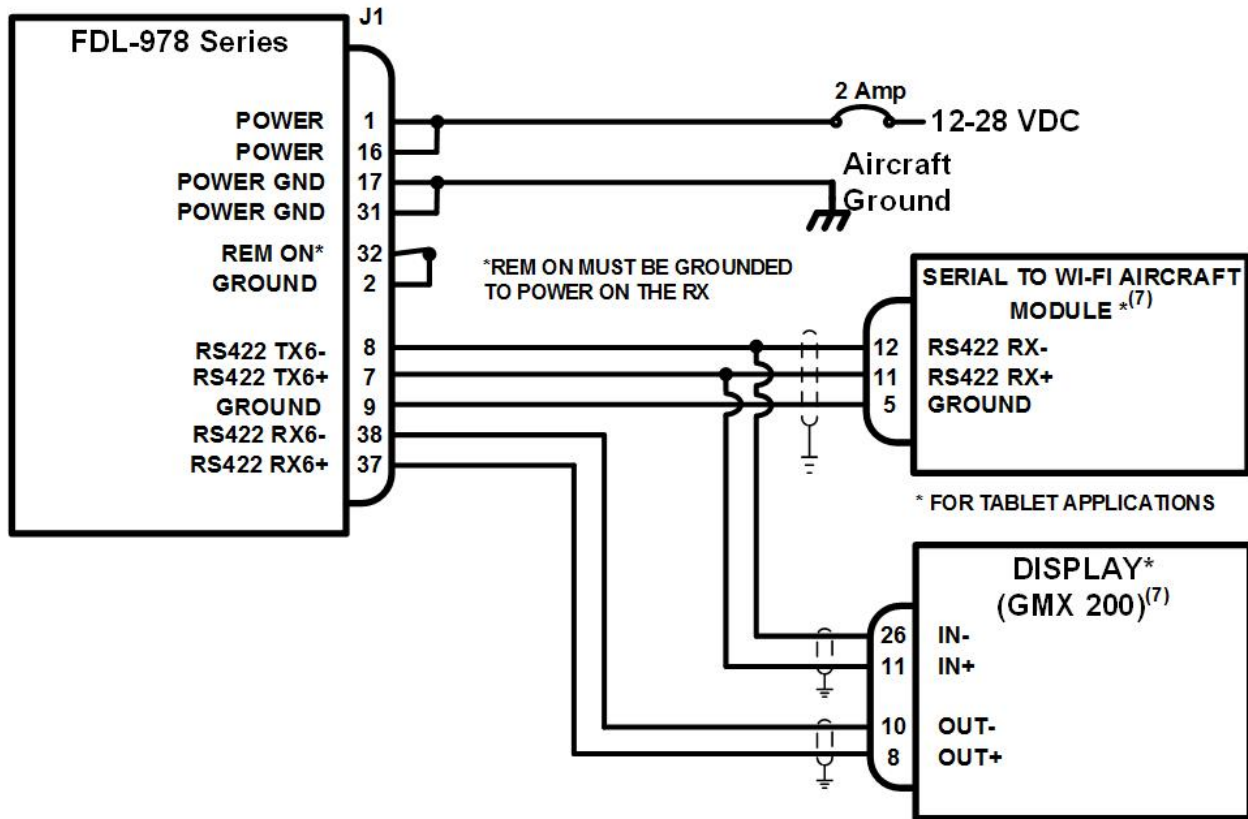 J1
FDL-978 Series
2 Amp
POWER 1
12-28 VDC
POWER 16
Aircraft
POWER GND 17
Ground
POWER GND 31
REM ON* 32
GROUND 2
*REM ON MUST BE GROUNDED
TO POWER ON THE RX
SERIAL TO WI-FI AIRCRAFT
MODULE *(7)
RS422 TX6- 8
12 RS422 RX-
RS422 TX6+ 7
11 RS422 RX+
GROUND 9
5 GROUND
RS422 RX6- 38
RS422 RX6+ 37
* FOR TABLET APPLICATIONS
DISPLAY*
(GMX 200)(7)
26 IN-
11 IN+
10 OUT-
8 OUT+